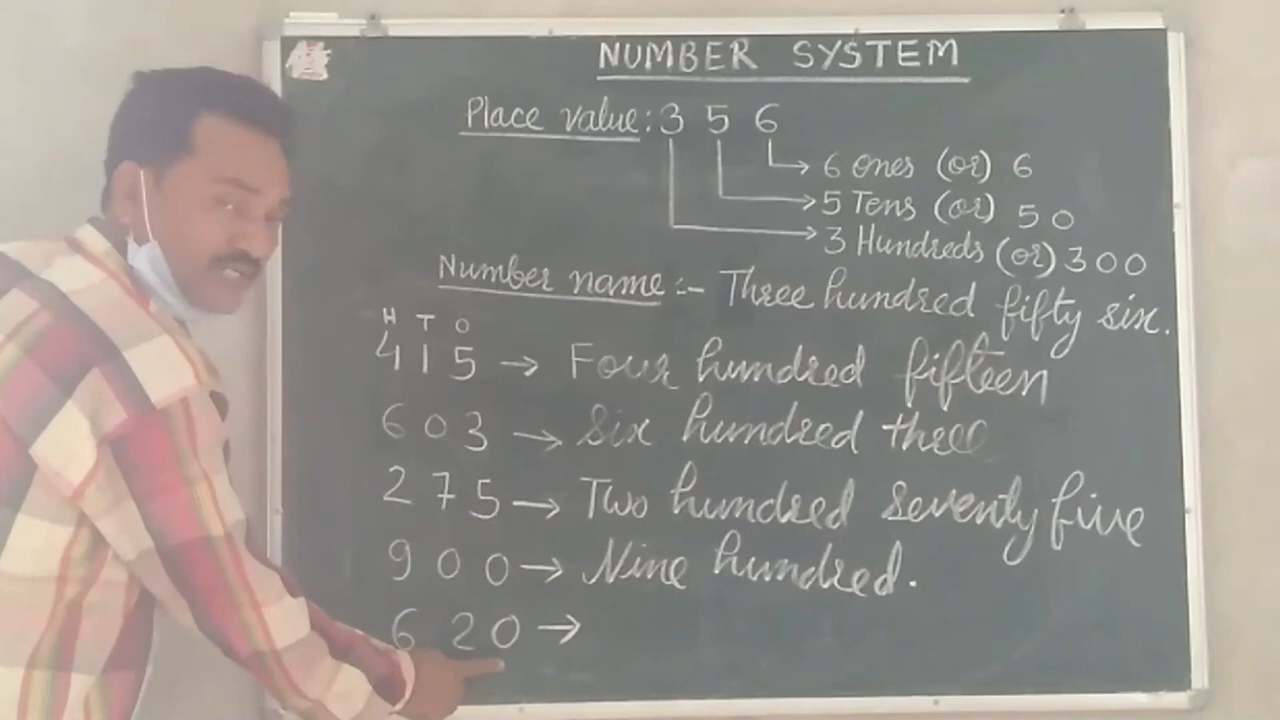 NUMBER SYSTEM
Place value: 3 5 6
6 Ones (or) 6
5 Tens (or) 50
3 Hundreds (or) 300
Number name :- Three hundred fifty six.
H T O
415 → Four hundred fifteen
603 → Six hundred three
275 → Two hundred seventy five
900 → Nine hundred.
620 →